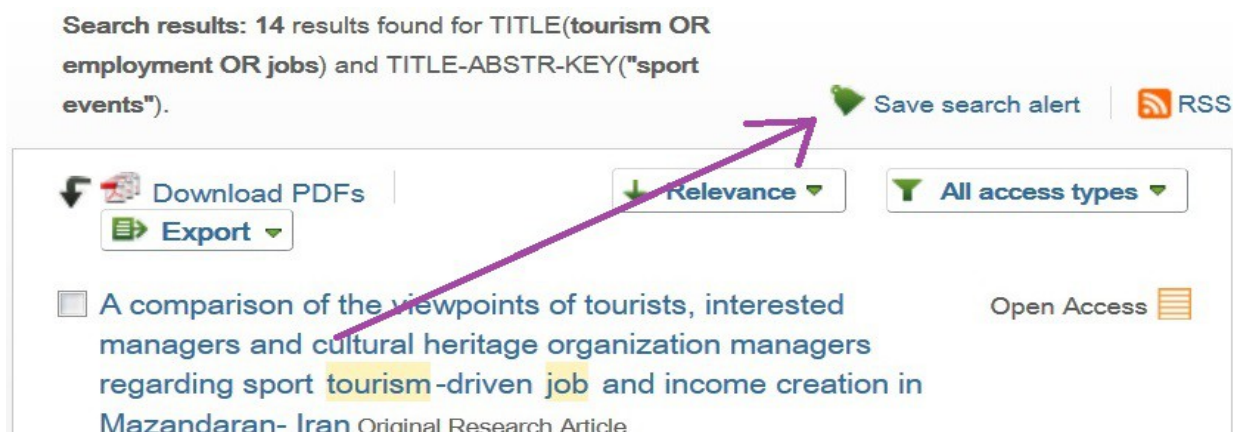 Search results: 14 results found for TITLE(tourism OR
employment OR jobs) and TITLE-ABSTR-KEY("sport
events").
Save search alert RSS
Download PDFs Relevance All access types
Export
A comparison of the viewpoints of tourists, interested Open Access
managers and cultural heritage organization managers
regarding sport tourism-driven job and income creation in
Mazandaran- Iran Original Research Article